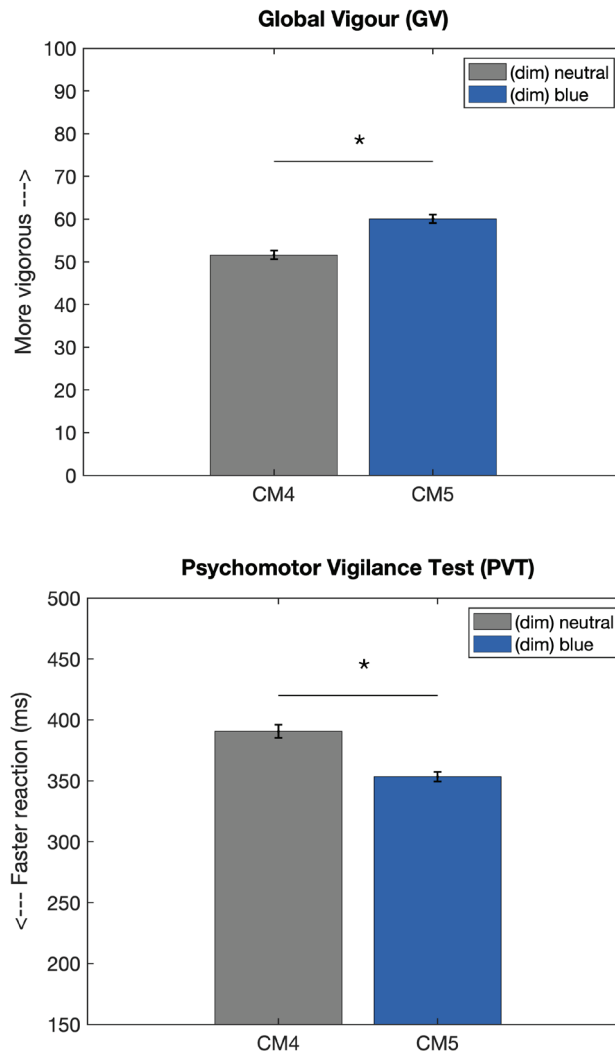 Global Vigour (GV)
100
90
80
70
60
50
40
30
20
10
0
More vigorous --->
(dim) neutral
(dim) blue
*
CM4 CM5
Psychomotor Vigilance Test (PVT)
500
450
400
350
300
250
200
150
<--- Faster reaction (ms)
(dim) neutral
(dim) blue
*
CM4 CM5